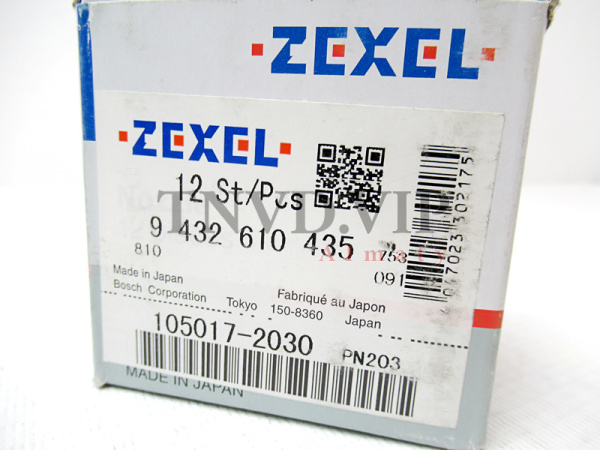 ·ZEXEL·
·ZEXEL·
12 St/Pcs
TNVD.VIP
9 432 610 435
Almaty
810
091
Made in Japan
Fabriqué au Japon
Bosch Corporation Tokyo 150-8360 Japan
105017-2030
PN203
MADE IN JAPAN